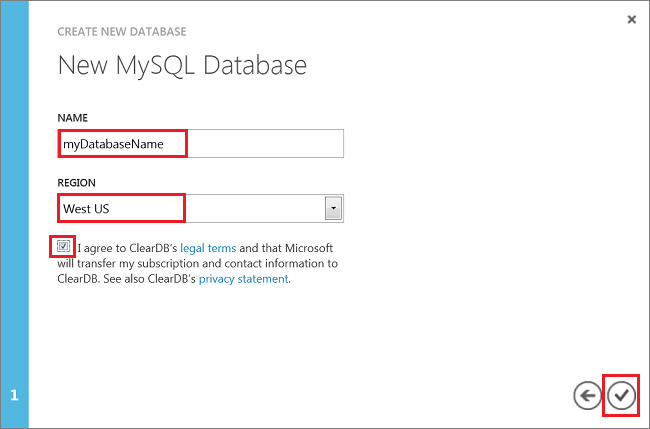 CREATE NEW DATABASE
New MySQL Database
NAME
myDatabaseName
REGION
West US
I agree to ClearDB's legal terms and that Microsoft
will transfer my subscription and contact information to
ClearDB. See also ClearDB's privacy statement.
1